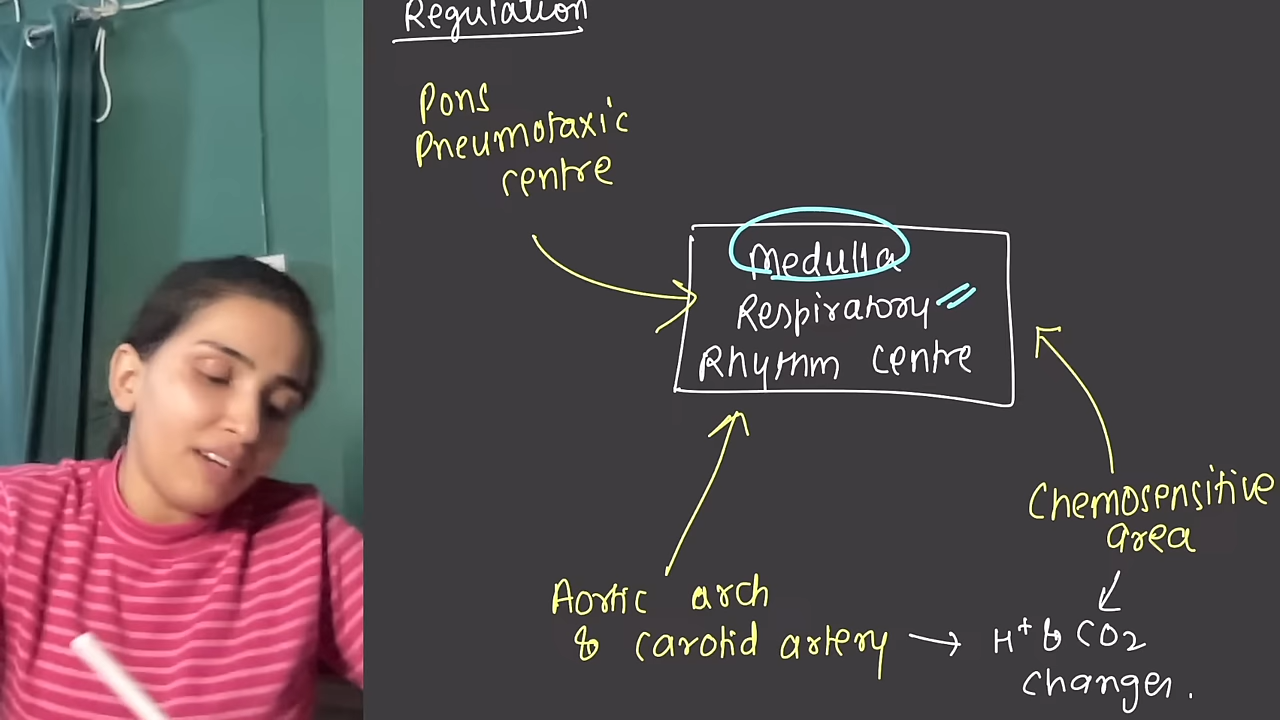 Regulation
Pons
Pneumotaxic
centre
Medulla
Respiratory
Rhythm centre
Chemosensitive
area
Aortic arch
& carotid artery → H+ & CO2
changes.